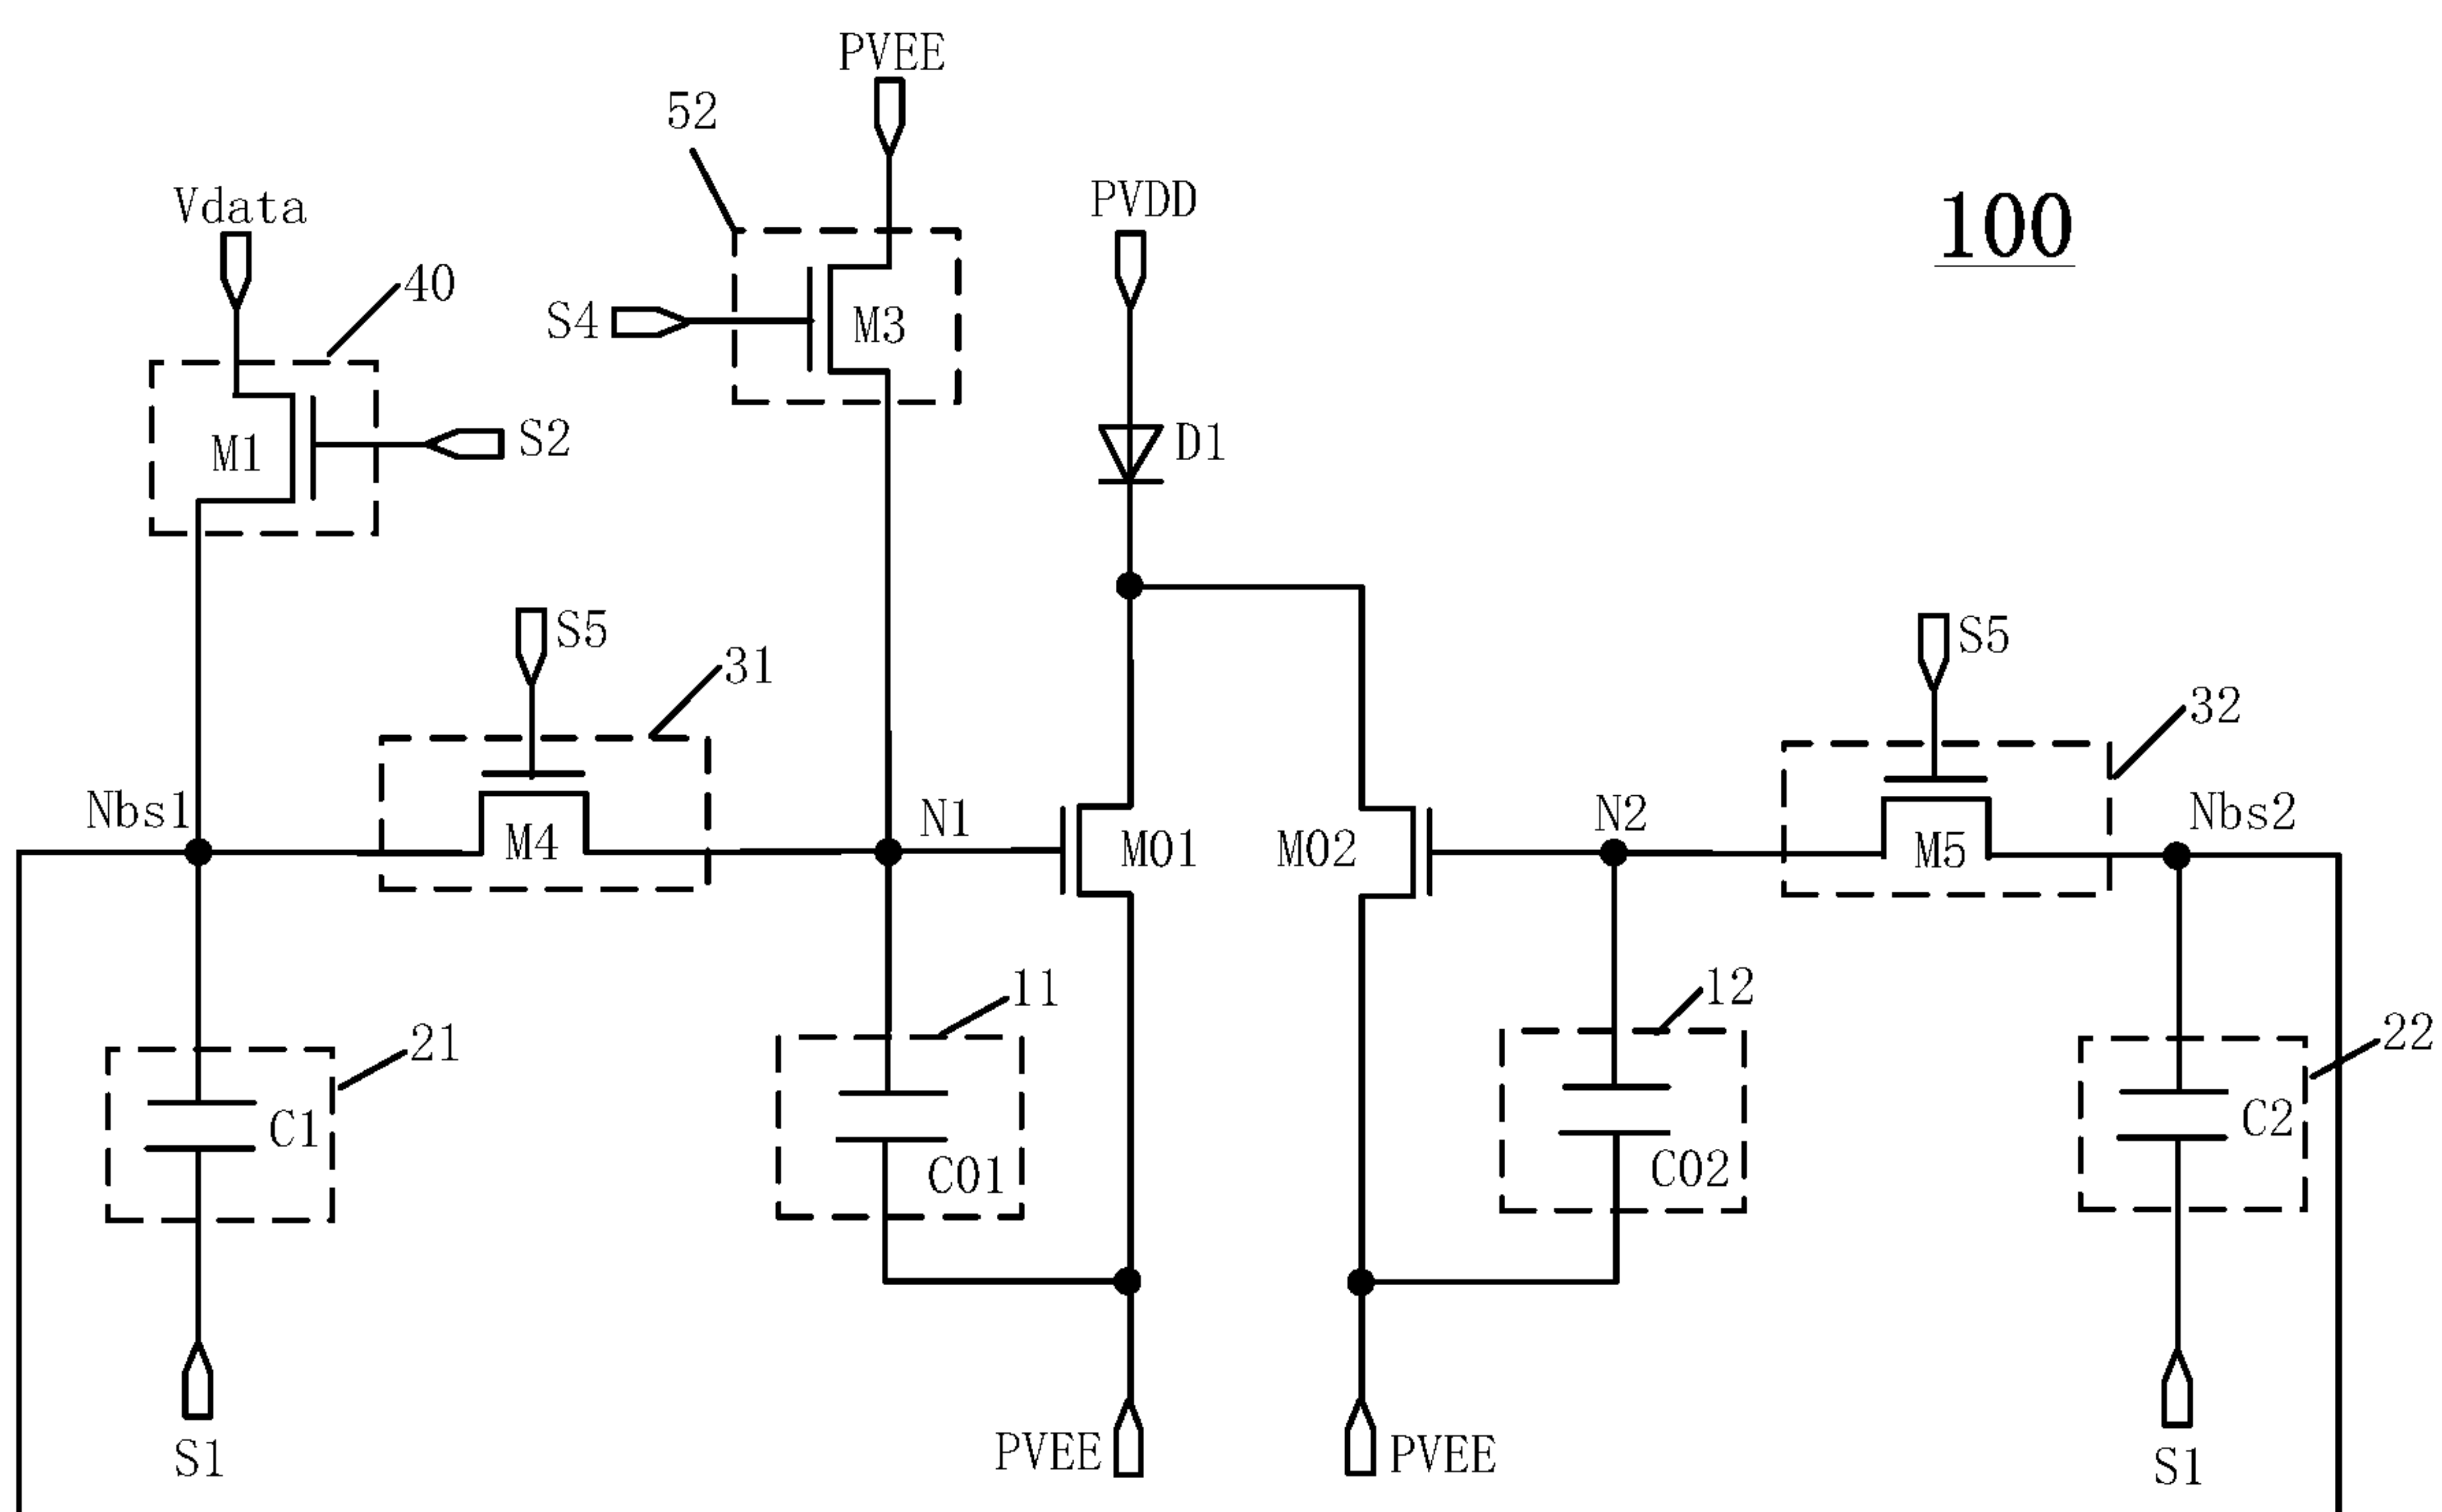 PVEE
52
Vdata
PVDD
100
40
S4
M3
M1
S2
D1
S5
S5
31
32
Nbs1
N1
N2
Nbs2
M4
M01
M02
M5
11
12
21
22
C1
C01
C02
C2
S1
PVEE
PVEE
S1